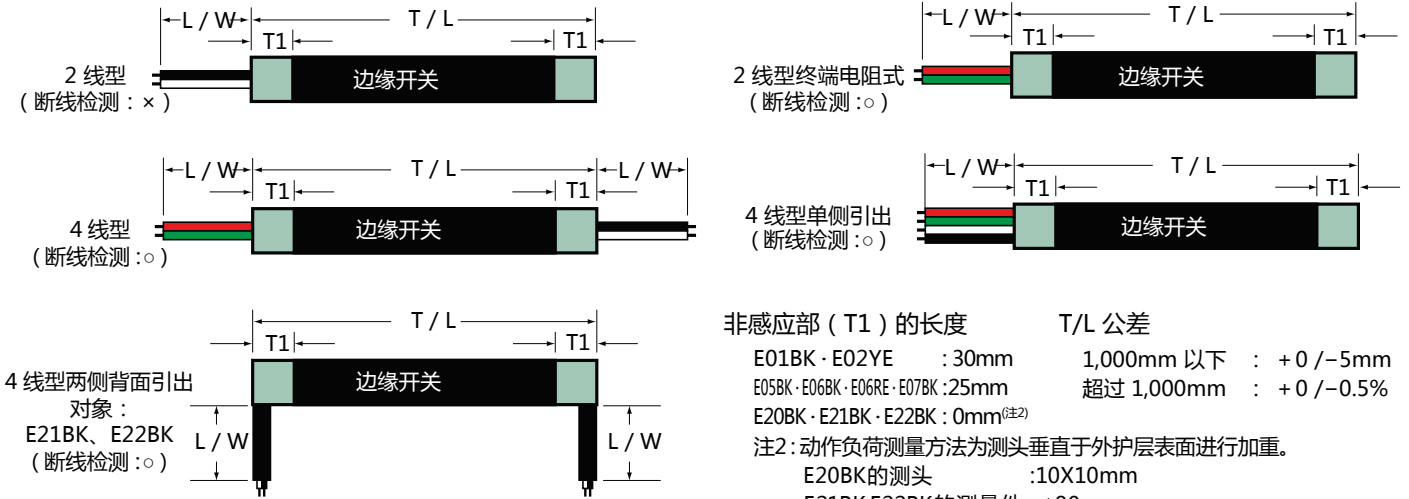 L / W T / L
T1 T1
2 线型
( 断线检测 : × )
边缘开关
L / W T / L
T1 T1
2 线型终端电阻式
( 断线检测 :○ )
边缘开关
L / W T / L L / W
T1 T1
4 线型
( 断线检测 :○ )
边缘开关
L / W T / L
T1 T1
4 线型单侧引出
( 断线检测 :○ )
边缘开关
T / L
T1 T1
4 线型两侧背面引出
对象 :
E21BK、E22BK
( 断线检测 :○ )
边缘开关
L / W L / W
非感应部 ( T1 ) 的长度
E01BK · E02YE : 30mm
E05BK · E06BK · E06RE · E07BK :25mm
E20BK · E21BK · E22BK : 0mm(注2)
T/L 公差
1,000mm 以下 : +0 /−5mm
超过 1,000mm : +0 /−0.5%
注2 : 动作负荷测量方法为测头垂直于外护层表面进行加重。
E20BK的测头 :10X10mm